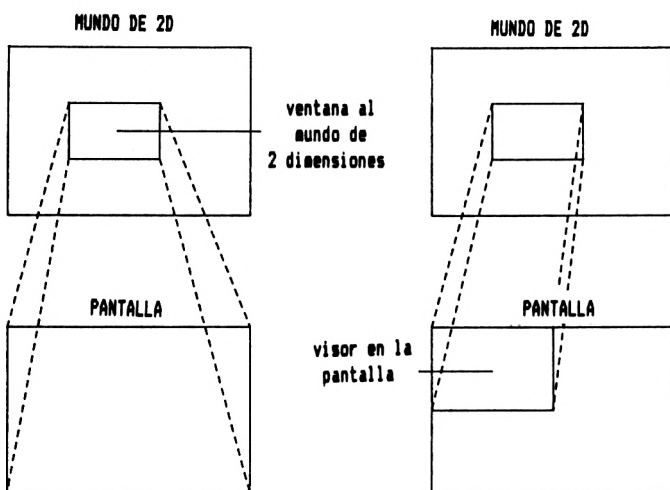 MUNDO DE 2D
MUNDO DE 2D
ventana al
mundo de
2 dimensiones
PANTALLA
PANTALLA
visor en la
pantalla